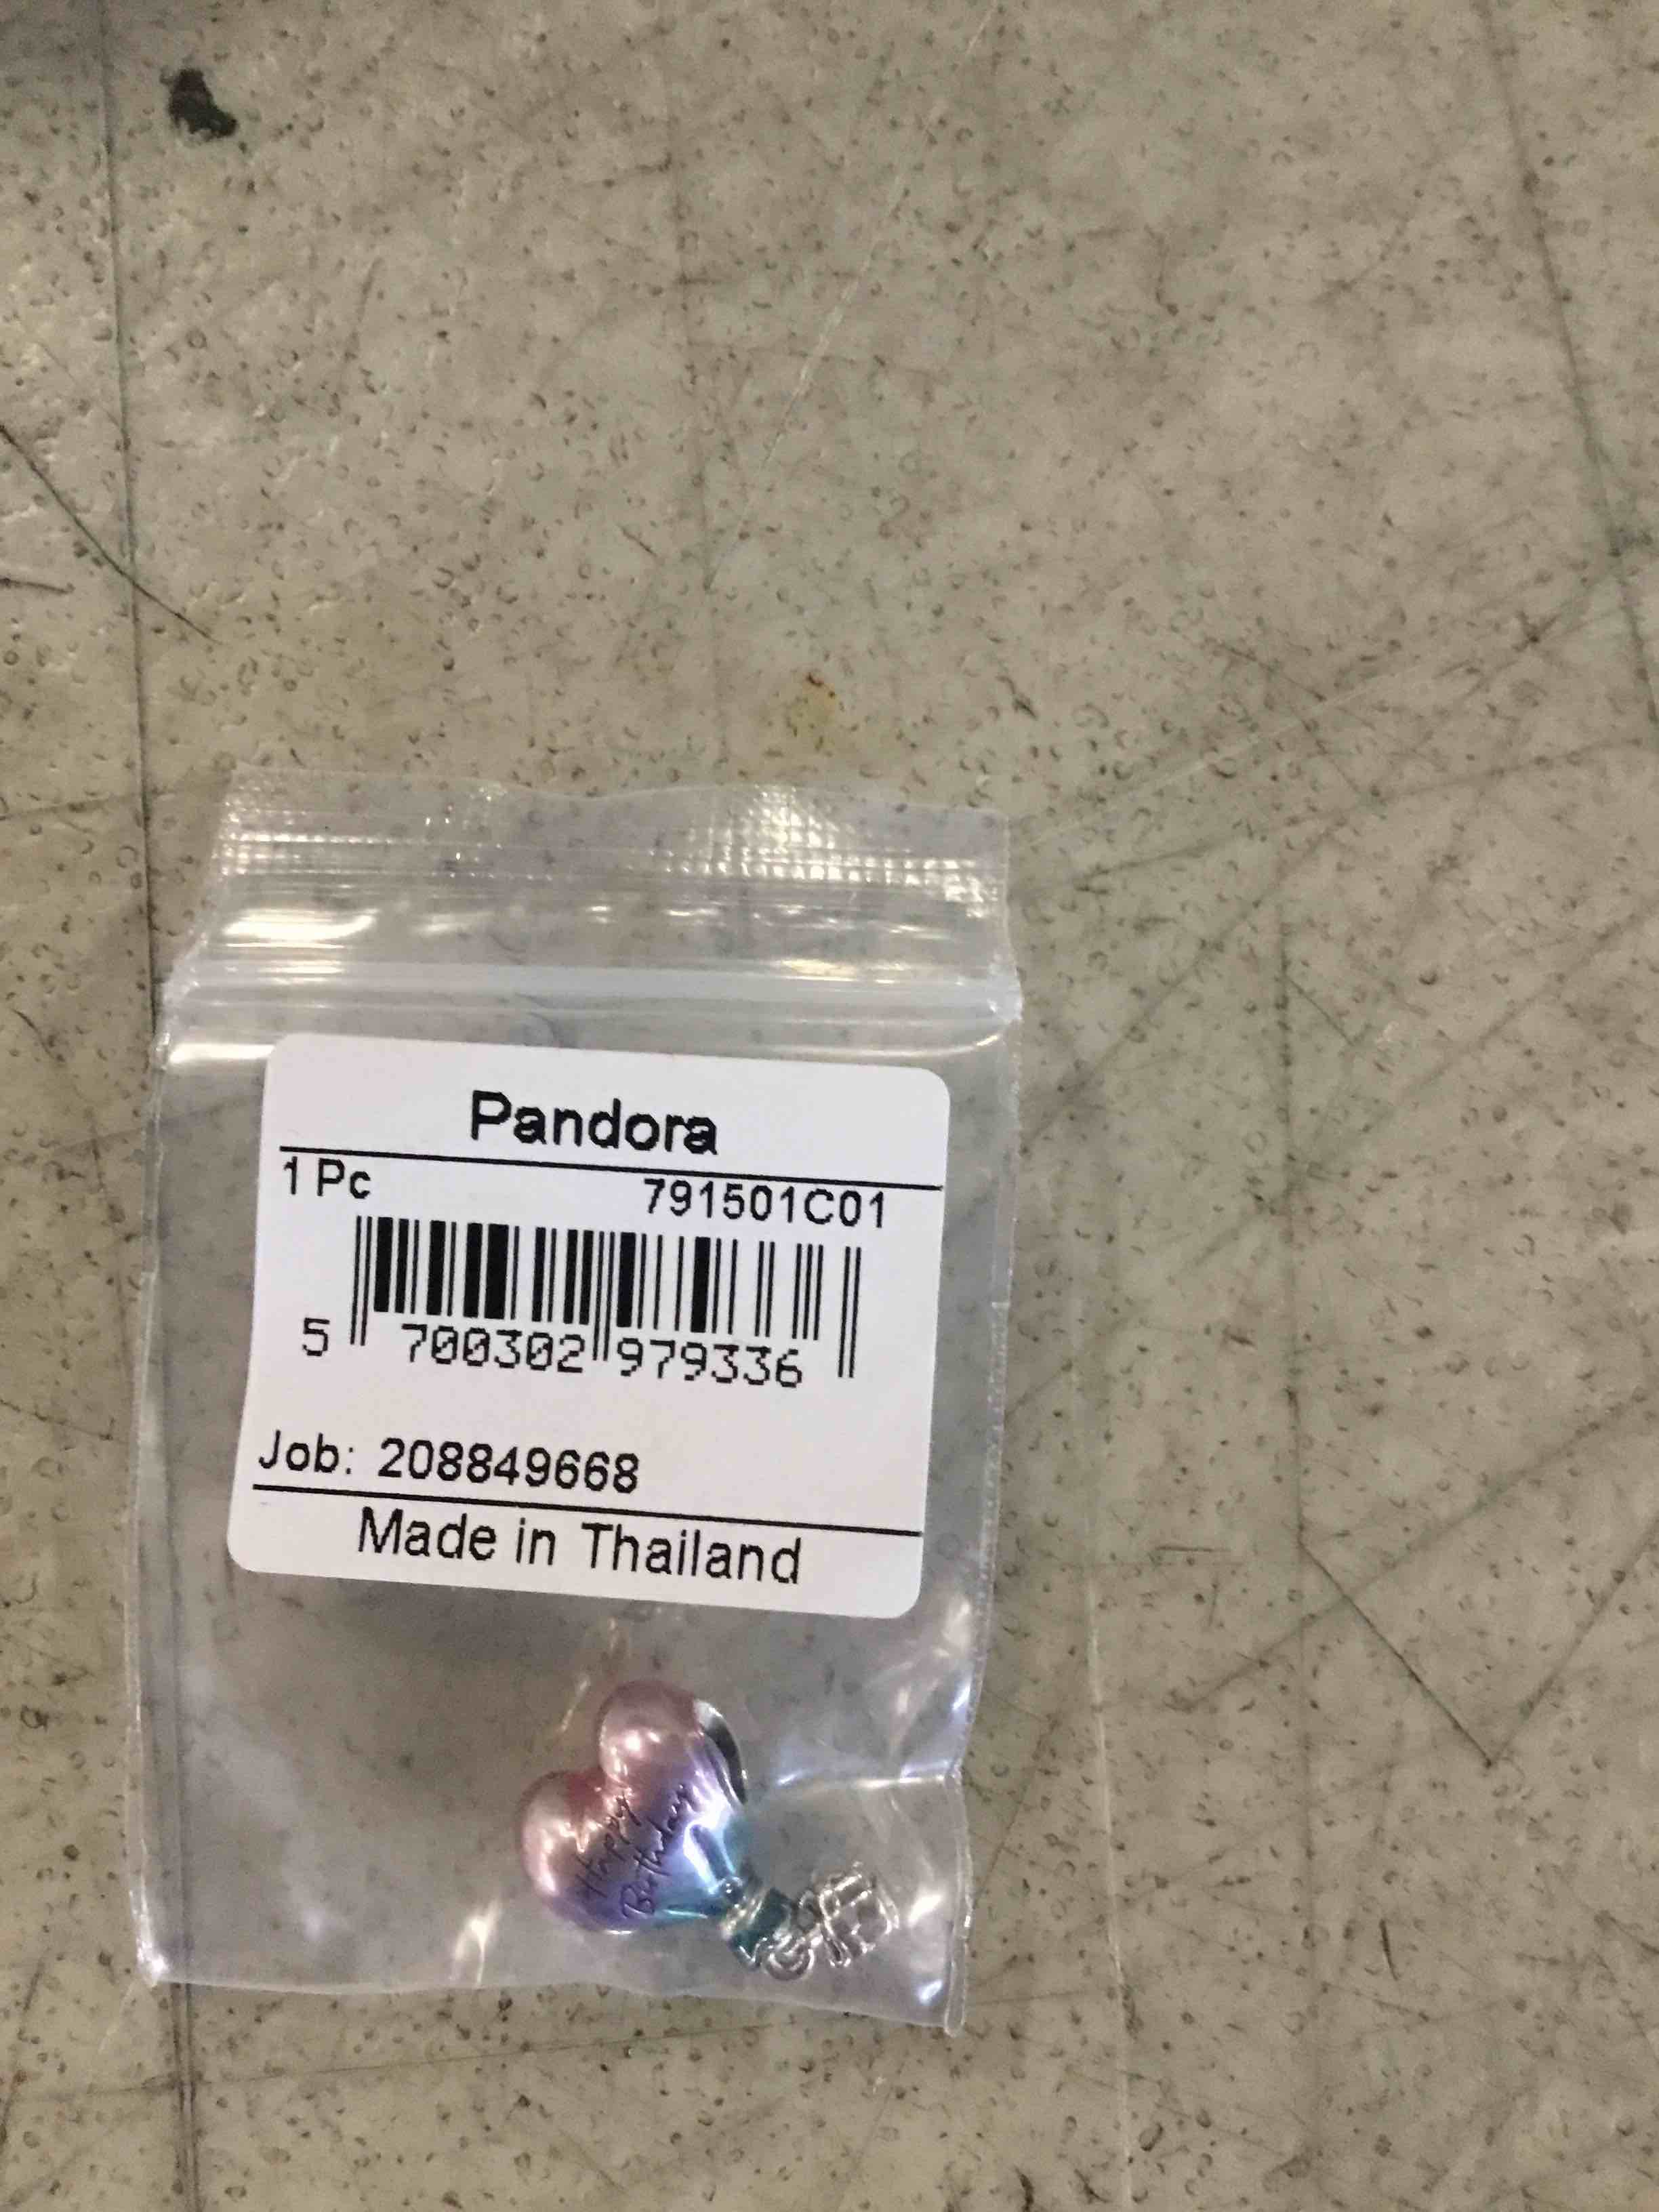 Pandora
1 Pc 791501C01
5 700302 979336
Job: 208849668
Made in Thailand
Happy
Birthday